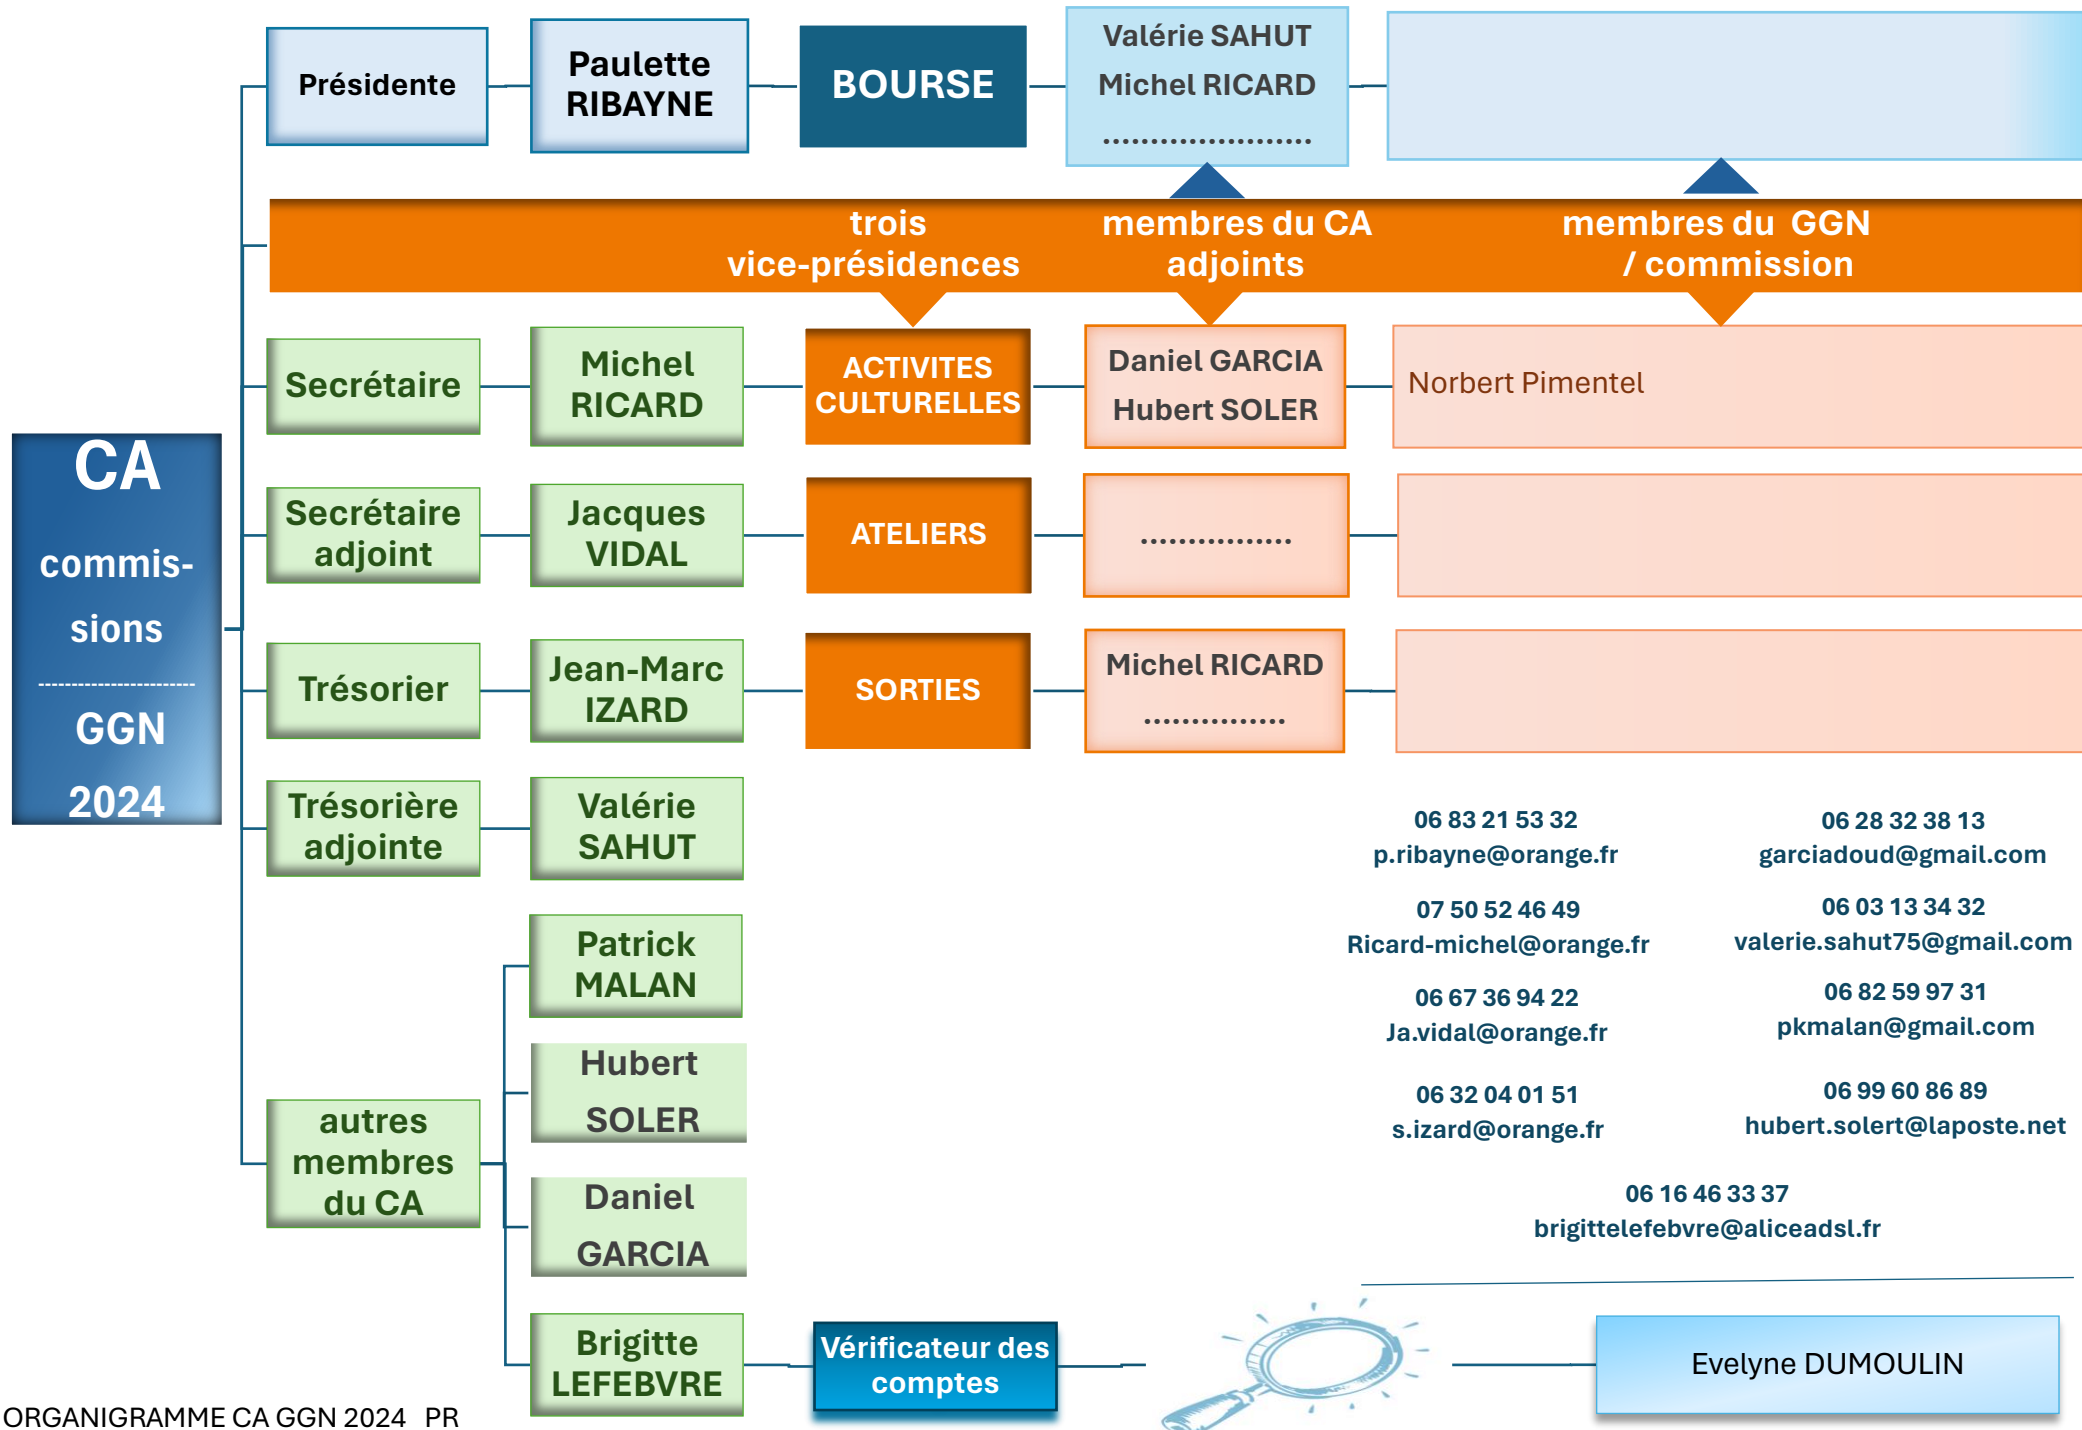 Présidente
Paulette
RIBAYNE
BOURSE
Valérie SAHUT
Michel RICARD
......................
trois
vice-présidences
membres du CA
adjoints
membres du  GGN
/ commission
CA
commis-
sions
-----------------------
GGN
2024
Secrétaire
Michel
RICARD
ACTIVITES
CULTURELLES
Daniel GARCIA
Hubert SOLER
Norbert Pimentel
Secrétaire
adjoint
Jacques
VIDAL
ATELIERS
................
Trésorier
Jean-Marc
IZARD
SORTIES
Michel RICARD
...............
Trésorière
adjointe
Valérie
SAHUT
autres
membres
du CA
Patrick
MALAN
Hubert
SOLER
Daniel
GARCIA
Brigitte
LEFEBVRE
Vérificateur des
comptes
Evelyne DUMOULIN
06 83 21 53 32
p.ribayne@orange.fr
06 28 32 38 13
garciadoud@gmail.com
07 50 52 46 49
Ricard-michel@orange.fr
06 03 13 34 32
valerie.sahut75@gmail.com
06 67 36 94 22
Ja.vidal@orange.fr
06 82 59 97 31
pkmalan@gmail.com
06 32 04 01 51
s.izard@orange.fr
06 99 60 86 89
hubert.solert@laposte.net
06 16 46 33 37
brigittelefebvre@aliceadsl.fr
ORGANIGRAMME CA GGN 2024   PR